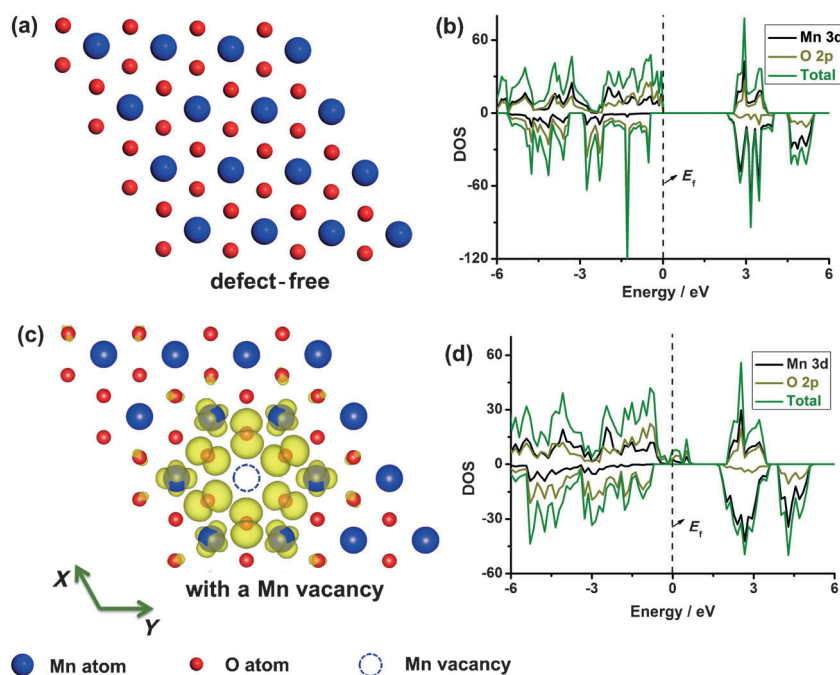 (a)
defect-free
(b)
DOS
60
0
-60
-120
-6
-3
0
3
6
Energy / eV
Mn 3d
O 2p
Total
Ef
(c)
with a Mn vacancy
X
Y
(d)
DOS
60
30
0
-30
-60
-6
-3
0
3
6
Energy / eV
Mn 3d
O 2p
Total
Ef
Mn atom
O atom
Mn vacancy